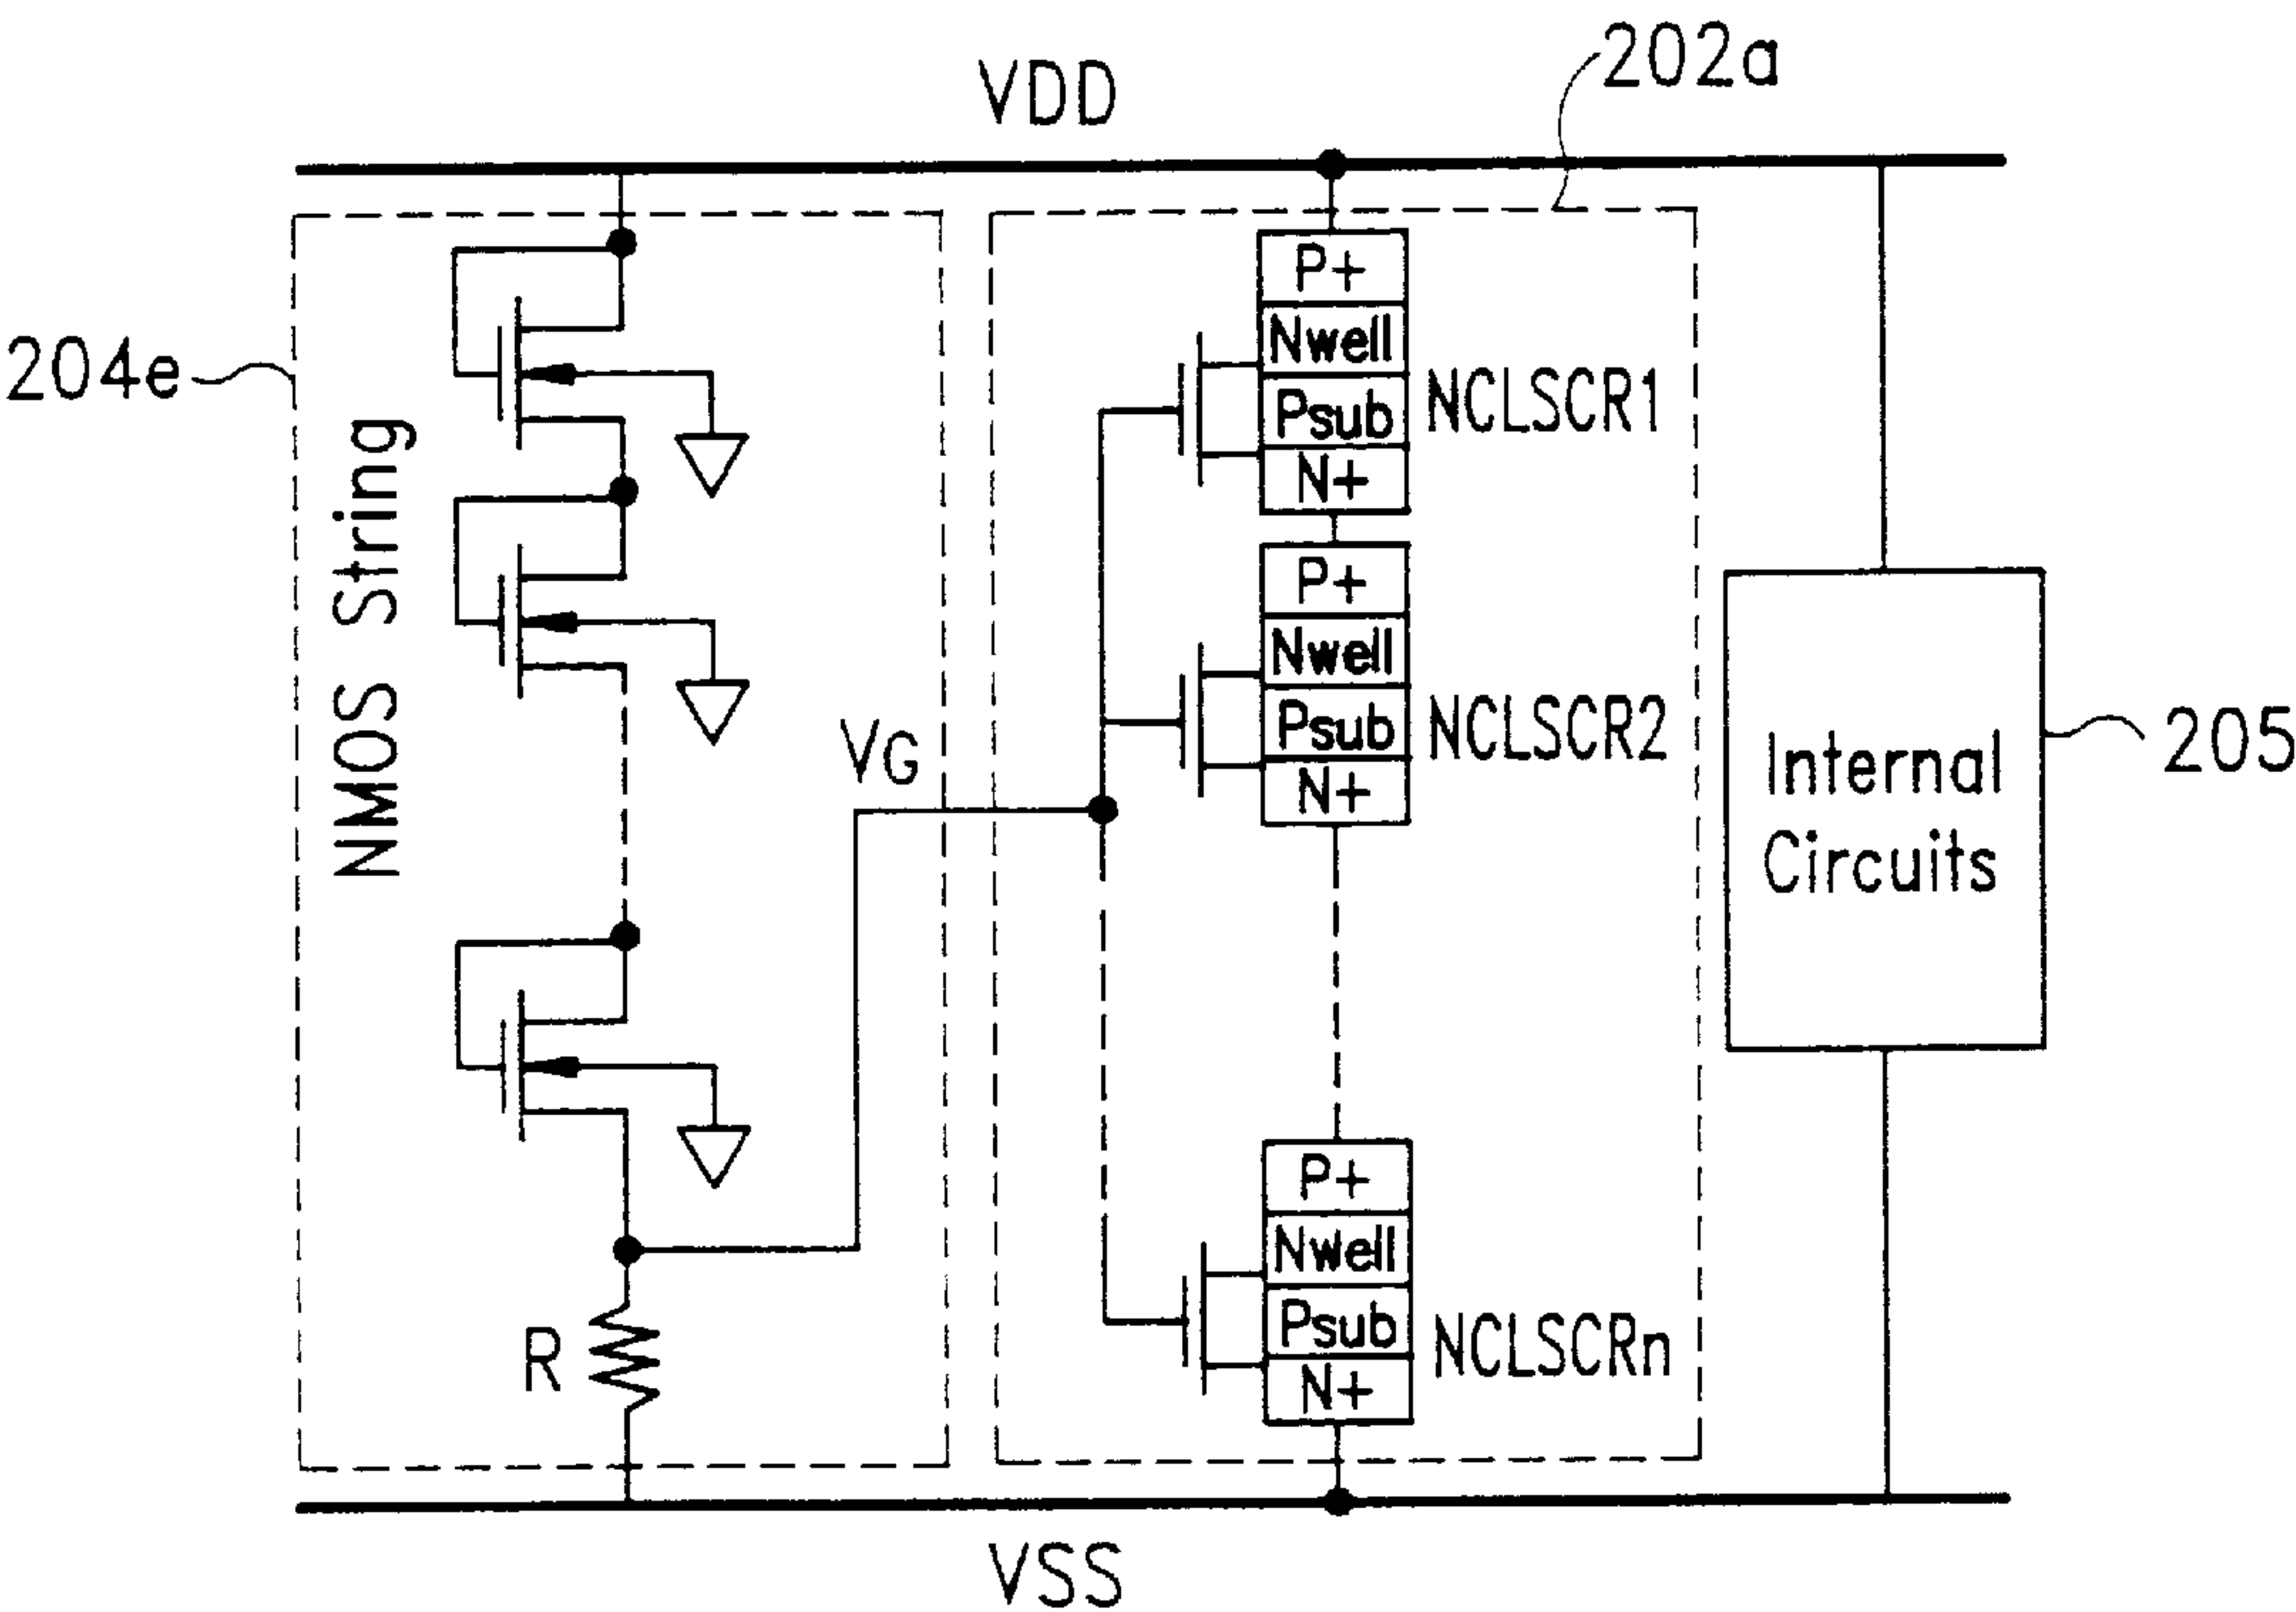 202a
VDD
204e
NMOS String
P+
Nwell
Psub
N+
NCLSCR1
P+
Nwell
Psub
N+
NCLSCR2
VG
Internal
Circuits
205
P+
Nwell
Psub
N+
NCLSCRn
R
VSS